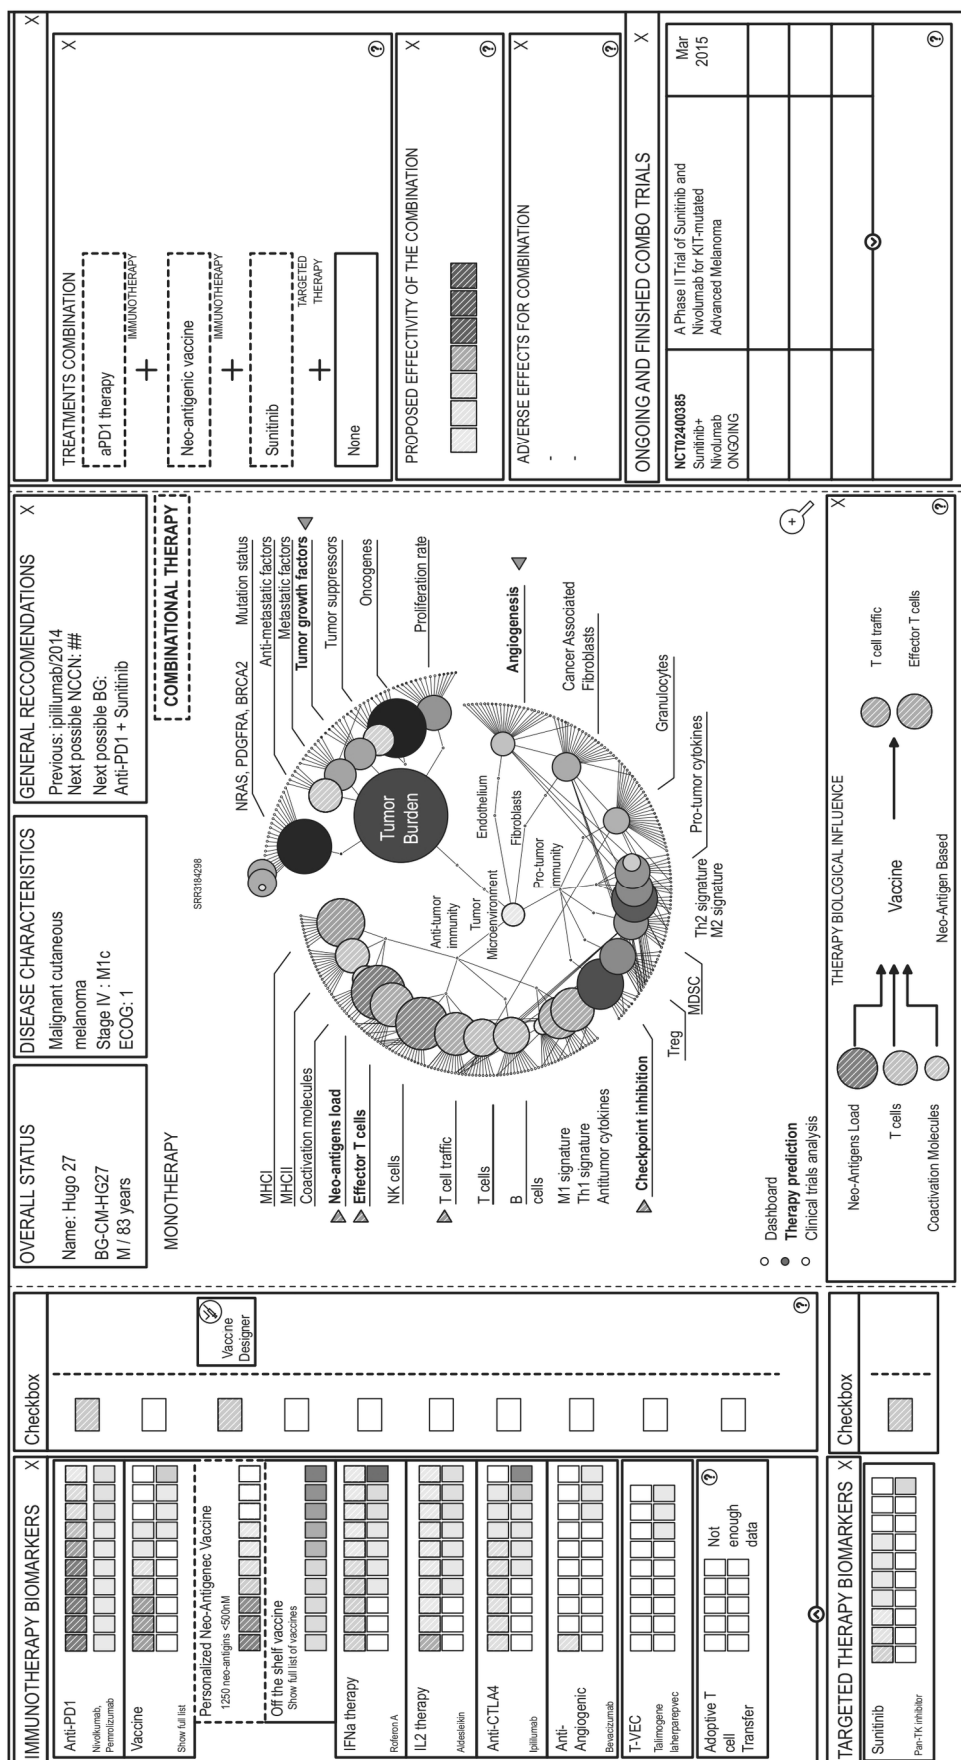 IMMUNOTHERAPY BIOMARKERS X
Anti-PD1
Nivokumab,
Pemrolizumab
Vaccine
Show full list
Personalized Neo-Antigenec Vaccine
1250 neo-antigins <500nM
Off the shelf vaccine
Show full list of vaccines
IFNa therapy
Roferon A
IL2 therapy
Aldesleikin
Anti-CTLA4
Ipililumab
Anti-
Angiogenic
Bevacizumab
T-VEC
Talimogene
laherparepvec
Adoptive T
cell
Transfer
?
Not
enough
data
Checkbox
Vaccne
Designer
?
TARGETED THERAPY BIOMARKERS X
Sunitinib
Pan-TK inhibitor
Checkbox
OVERALL STATUS
Name: Hugo 27
BG-CM-HG27
M / 83 years
DISEASE CHARACTERISTICS
Malignant cutaneous
melanoma
Stage IV : M1c
ECOG: 1
GENERAL RECCOMENDATIONS X
Previous: ipililumab/2014
Next possible NCCN: ##
Next possible BG:
Anti-PD1 + Sunitinib
MONOTHERAPY
COMBINATIONAL THERAPY
SRR3184298
MHCI
MHCII
Coactivation molecules
Neo-antigens load
Effector T cells
NK cells
T cell traffic
T cells
B
cells
M1 signature
Th1 signature
Antitumor cytokines
Checkpoint inhibition
Treg
MDSC
Th2 signature
M2 signature
Pro-tumor cytokines
Granulocytes
Cancer Associated
Fibroblasts
Angiogenesis
NRAS, PDGFRA, BRCA2
Mutation status
Anti-metastatic factors
Metastatic factors
Tumor growth factors
Tumor suppressors
Oncogenes
Proliferation rate
Tumor
Burden
Anti-tumor
immunity
Tumor
Microenvironment
Endothelium
Fibroblasts
Pro-tumor
immunity
+
Dashboard
Therapy prediction
Clinical trials analysis
THERAPY BIOLOGICAL INFLUENCE X
Neo-Antigens Load
T cells
Coactivation Molecules
Vaccine
Neo-Antigen Based
T cell traffic
Effector T cells
?
X
TREATMENTS COMBINATION X
aPD1 therapy
IMMUNOTHERAPY
+
Neo-antigenic vaccine
IMMUNOTHERAPY
+
Sunitinib
TARGETED
THERAPY
+
None
?
PROPOSED EFFECTIVITY OF THE COMBINATION X
?
ADVERSE EFFECTS FOR COMBINATION X
-
-
?
ONGOING AND FINISHED COMBO TRIALS X
NCT02400385
Sunitinib+
Nivolumab
ONGOING
A Phase II Trial of Sunitinib and
Nivolumab for KIT-mutated
Advanced Melanoma
Mar
2015
?